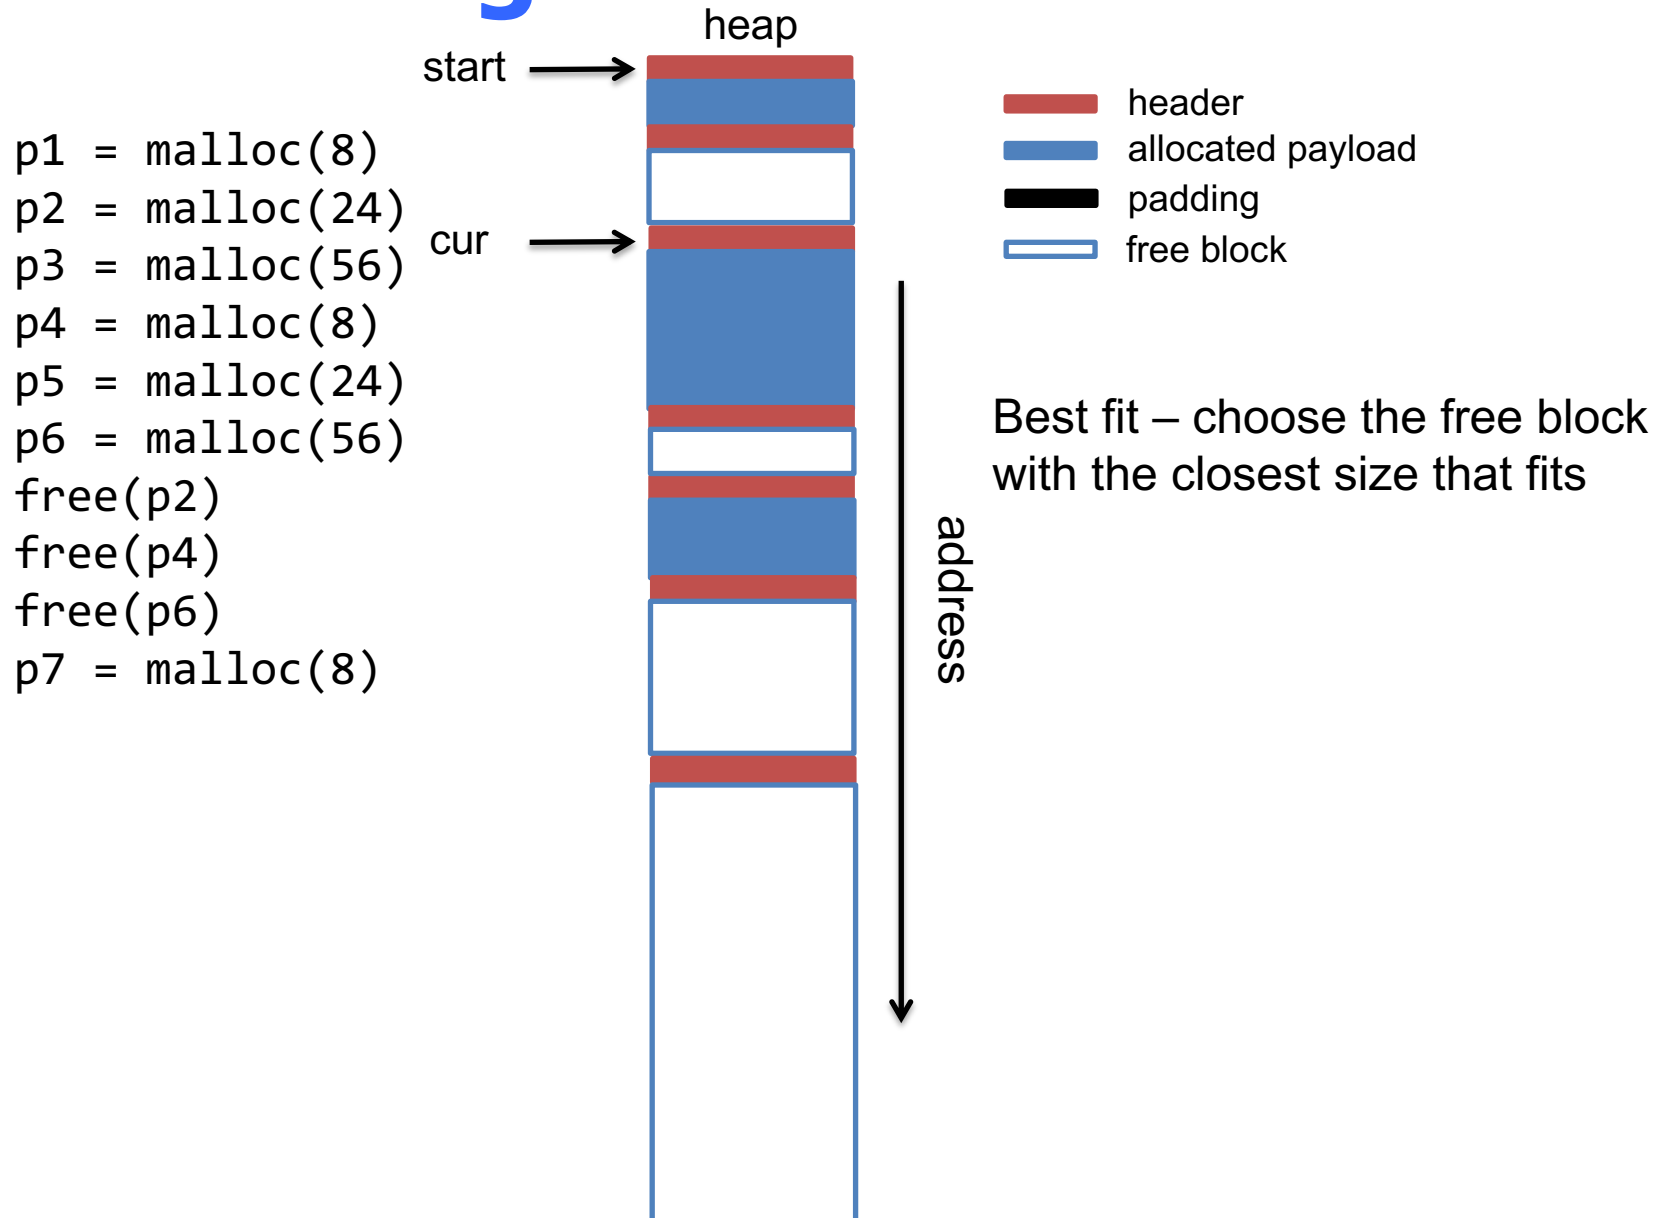 heap
start
header
allocated payload
padding
free block
p1 = malloc(8)
p2 = malloc(24)
cur
p3 = malloc(56)
p4 = malloc(8)
p5 = malloc(24)
p6 = malloc(56)
free(p2)
free(p4)
free(p6)
p7 = malloc(8)
Best fit – choose the free block
with the closest size that fits
address